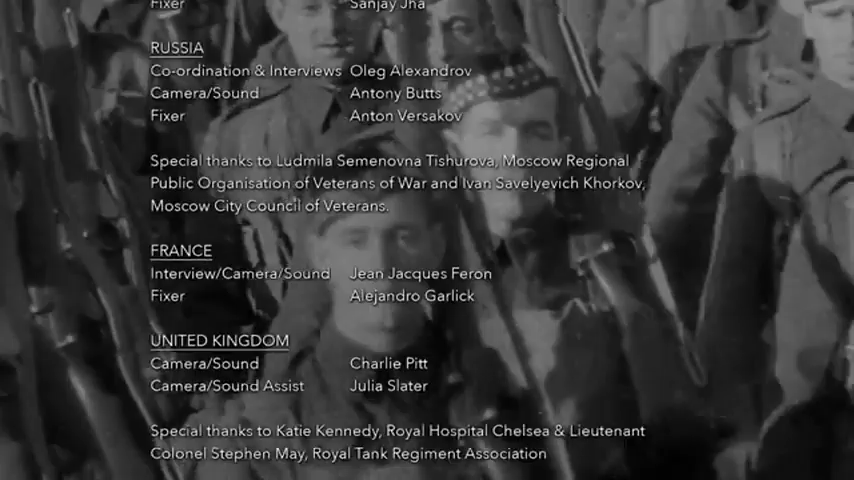 Fixer Sanjay Jha
RUSSIA
Co-ordination & Interviews Oleg Alexandrov
Camera/Sound Antony Butts
Fixer Anton Versakov
Special thanks to Ludmila Semenovna Tishurova, Moscow Regional
Public Organisation of Veterans of War and Ivan Savelyevich Khorkov,
Moscow City Council of Veterans.
FRANCE
Interview/Camera/Sound Jean Jacques Feron
Fixer Alejandro Garlick
UNITED KINGDOM
Camera/Sound Charlie Pitt
Camera/Sound Assist Julia Slater
Special thanks to Katie Kennedy, Royal Hospital Chelsea & Lieutenant
Colonel Stephen May, Royal Tank Regiment Association